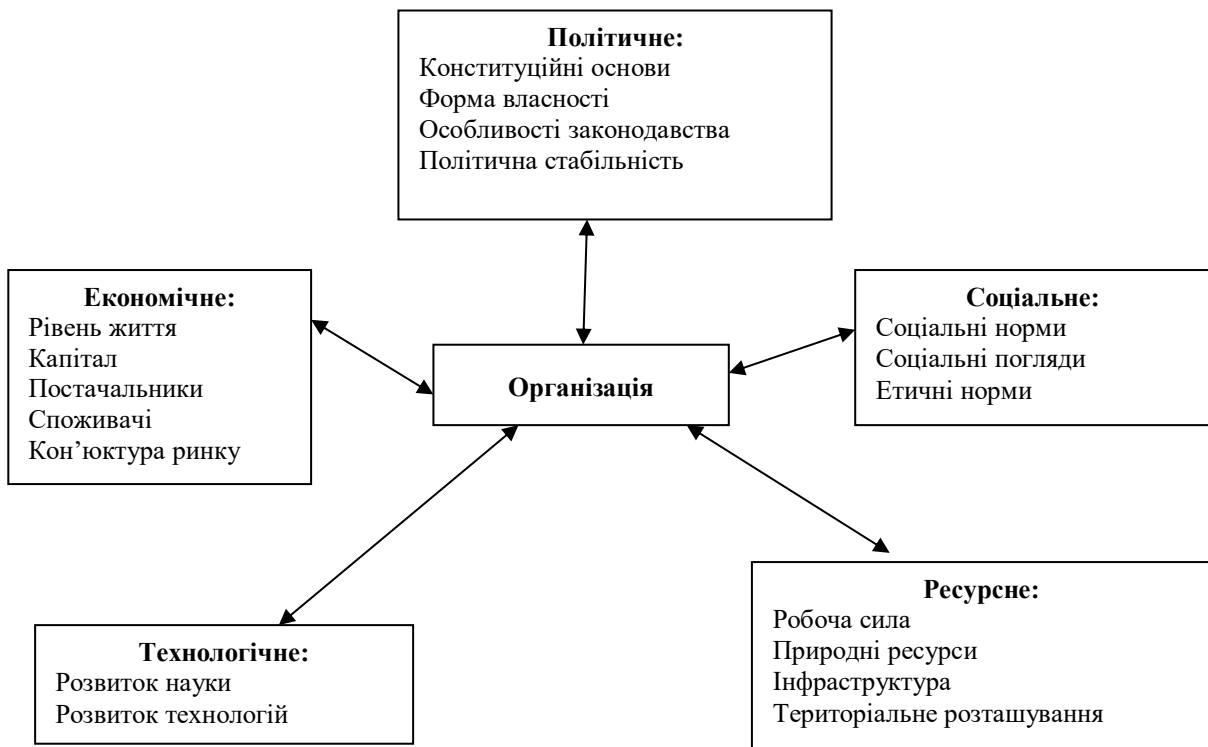 Політичне:
Конституційні основи
Форма власності
Особливості законодавства
Політична стабільність
Економічне:
Рівень життя
Капітал
Постачальники
Споживачі
Кон’юктура ринку
Організація
Соціальне:
Соціальні норми
Соціальні погляди
Етичні норми
Технологічне:
Розвиток науки
Розвиток технологій
Ресурсне:
Робоча сила
Природні ресурси
Інфраструктура
Територіальне розташування